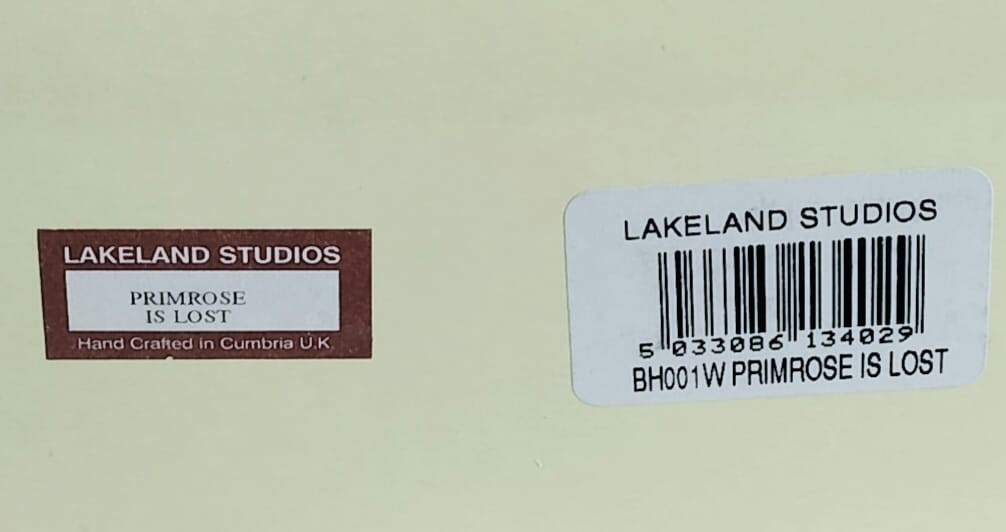 LAKELAND STUDIOS
PRIMROSE
IS LOST
Hand Crafted in Cumbria U.K.
LAKELAND STUDIOS
5 033086 134029
BH001W PRIMROSE IS LOST